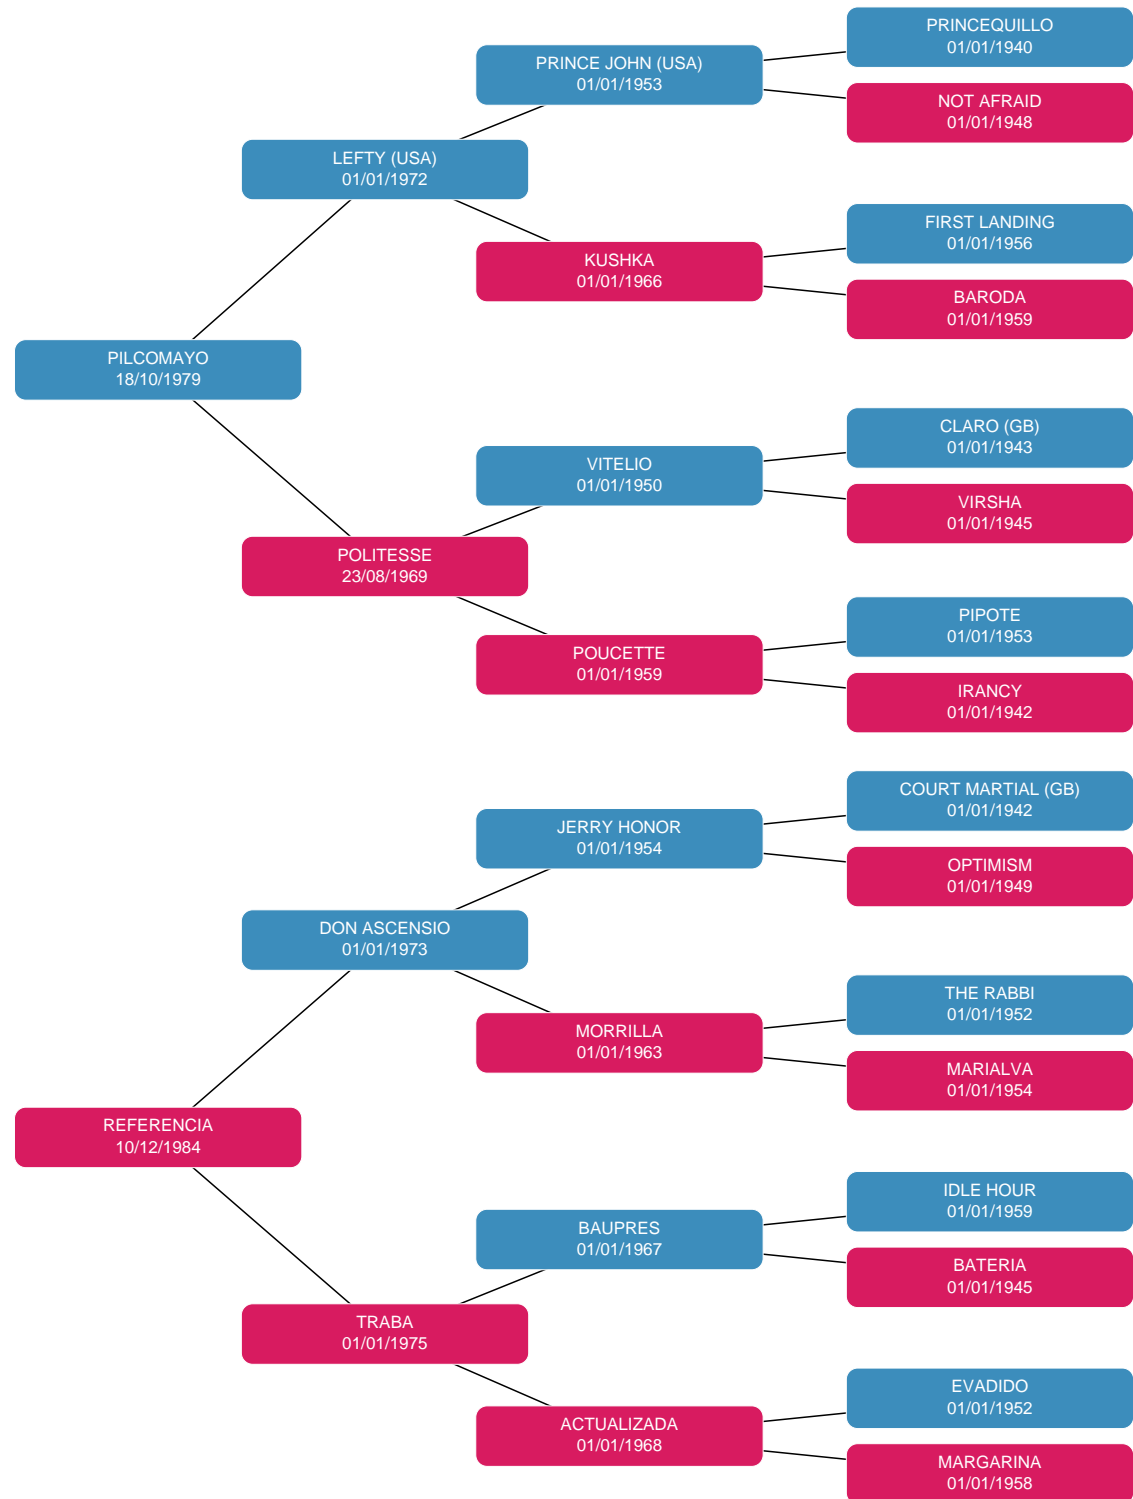 PRINCEQUILLO
01/01/1940
PRINCE JOHN (USA)
01/01/1953
NOT AFRAID
01/01/1948
LEFTY (USA)
01/01/1972
FIRST LANDING
01/01/1956
KUSHKA
01/01/1966
BARODA
01/01/1959
PILCOMAYO
18/10/1979
CLARO (GB)
01/01/1943
VITELIO
01/01/1950
VIRSHA
01/01/1945
POLITESSE
23/08/1969
PIPOTE
01/01/1953
POUCETTE
01/01/1959
IRANCY
01/01/1942
COURT MARTIAL (GB)
01/01/1942
JERRY HONOR
01/01/1954
OPTIMISM
01/01/1949
DON ASCENSIO
01/01/1973
THE RABBI
01/01/1952
MORRILLA
01/01/1963
MARIALVA
01/01/1954
REFERENCIA
10/12/1984
IDLE HOUR
01/01/1959
BAUPRES
01/01/1967
BATERIA
01/01/1945
TRABA
01/01/1975
EVADIDO
01/01/1952
ACTUALIZADA
01/01/1968
MARGARINA
01/01/1958